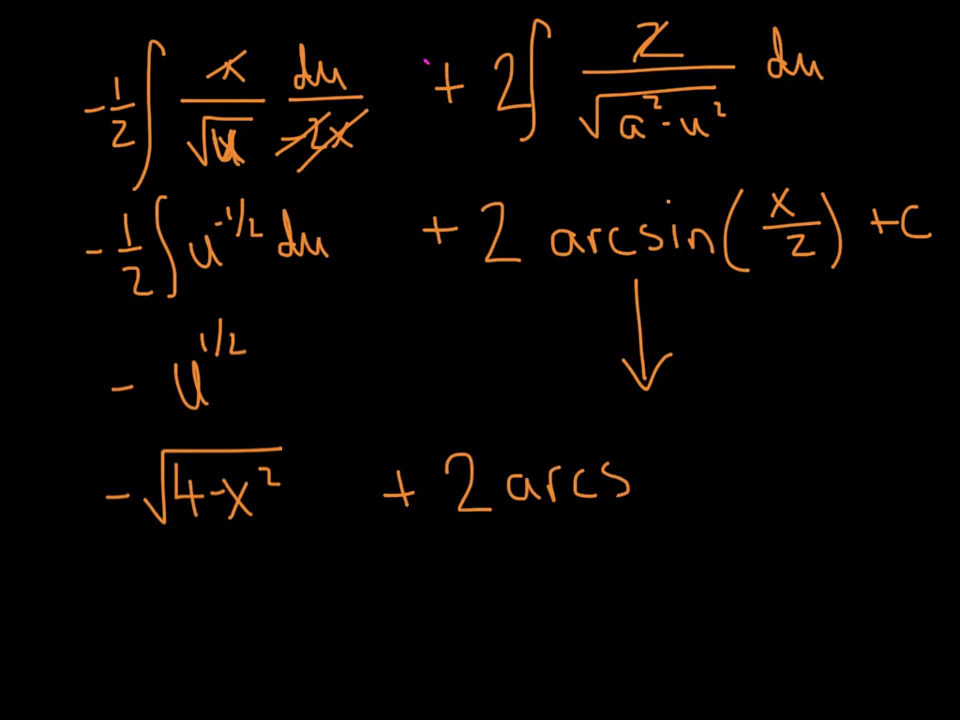 -1/2 ∫ x/√u du/-2x + 2 ∫ 2/√(a² - u²) du
-1/2 ∫ u^(-1/2) du + 2 arcsin(x/2) + c
- u^(1/2)
- √(4-x²) + 2 arcs